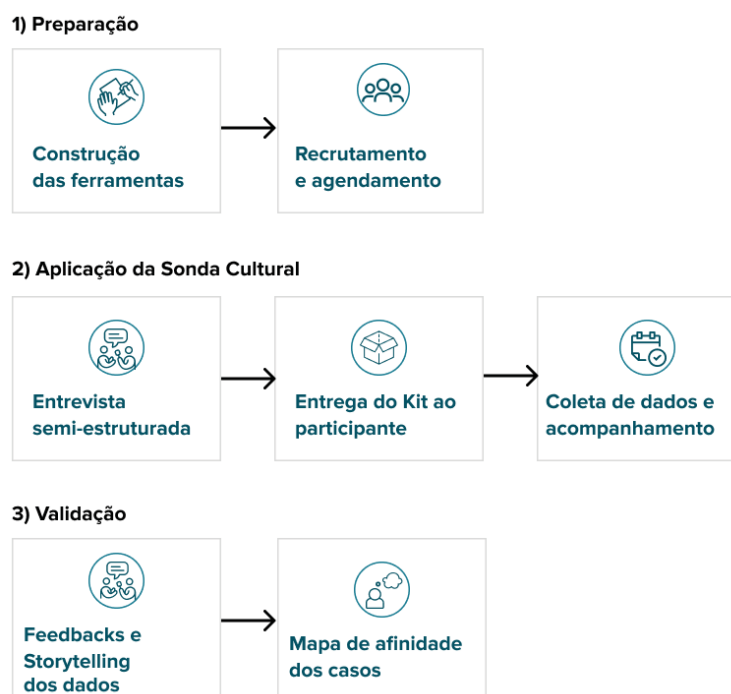 1) Preparação
Construção
das ferramentas
Recrutamento
e agendamento
2) Aplicação da Sonda Cultural
Entrevista
semi-estruturada
Entrega do Kit ao
participante
Coleta de dados e
acompanhamento
3) Validação
Feedbacks e
Storytelling
dos dados
Mapa de afinidade
dos casos